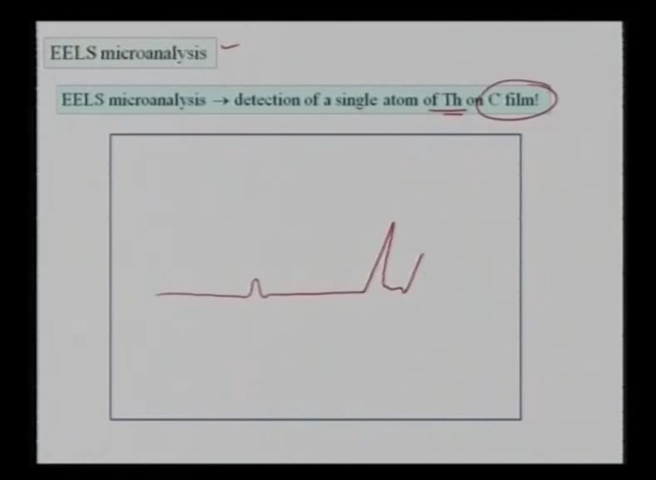 EELS microanalysis
EELS microanalysis → detection of a single atom of Th on C film!